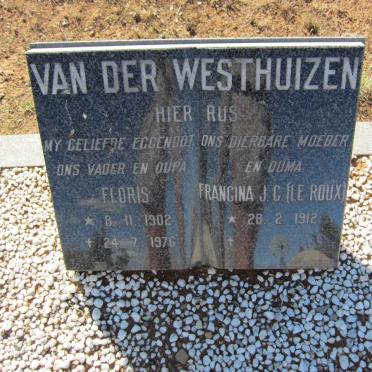 VAN DER WESTHUIZEN
HIER RUS
MY GELIEFDE EGGENOOT
ONS VADER EN OUPA
FLORIS
* 8. 11. 1902
† 24. 7. 1976
ONS DIERBARE MOEDER
EN OUMA
FRANCINA J. C. (LE ROUX)
* 28. 2. 1912
†